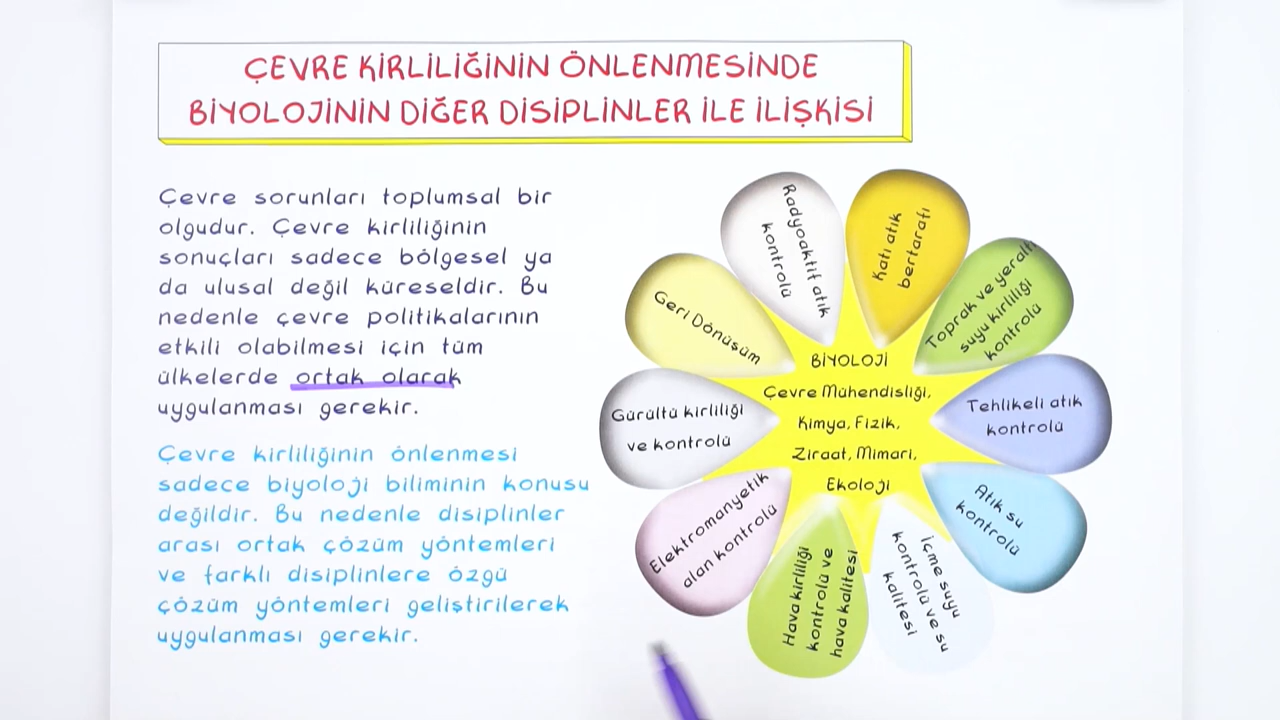 ÇEVRE KİRLİLİĞİNİN ÖNLENMESİNDE
BİYOLOJİNİN DİĞER DİSİPLİNLER İLE İLİŞKİSİ
Çevre sorunları toplumsal bir
olgudur. Çevre kirliliğinin
sonuçları sadece bölgesel ya
da ulusal değil küreseldir. Bu
nedenle çevre politikalarının
etkili olabilmesi için tüm
ülkelerde ortak olarak
uygulanması gerekir.
Çevre kirliliğinin önlenmesi
sadece biyoloji biliminin konusu
değildir. Bu nedenle disiplinler
arası ortak çözüm yöntemleri
ve farklı disiplinlere özgü
çözüm yöntemleri geliştirilerek
uygulanması gerekir.
Radyoaktif atık
kontrolü
Katı atık
bertarafı
Toprak ve yeraltı
suyu kirliliği
kontrolü
Tehlikeli atık
kontrolü
Atık su
kontrolü
İçme suyu
kontrolü ve su
kalitesi
Hava kirliliği
kontrolü ve
hava kalitesi
Elektromanyetik
alan kontrolü
Gürültü kirliliği
ve kontrolü
Geri Dönüşüm
BİYOLOJİ
Çevre Mühendisliği,
Kimya, Fizik,
Ziraat, Mimari,
Ekoloji